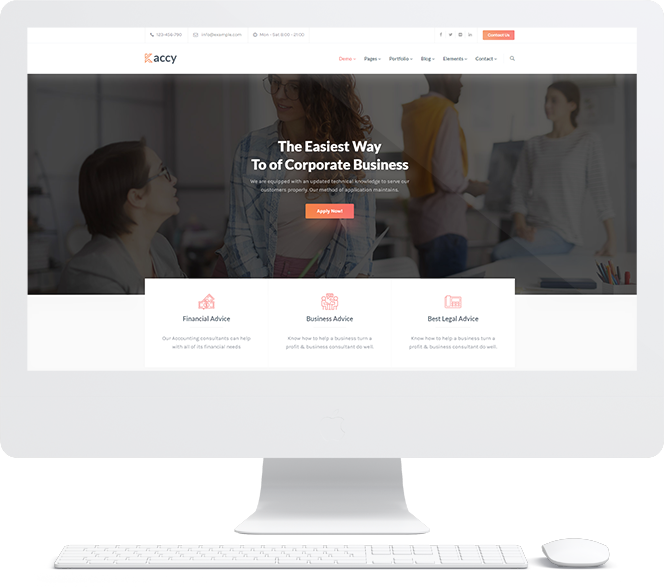 123-456-789 info@example.com Mon - Sat: 9:00 - 21:00 Contact Us
accy Demo Pages Portfolio Blog Elements Contact
The Easiest Way
To of Corporate Business
We are equipped with an updated technical knowledge to serve our
customers property. Our method of application maintains.
Apply Now!
Financial Advice Business Advice Best Legal Advice
Our accounting consultants can help Know how to help a business turn a Know how to help a business turn a
with all of its financial needs. profit & business consultant do well. profit & business consultant do well.